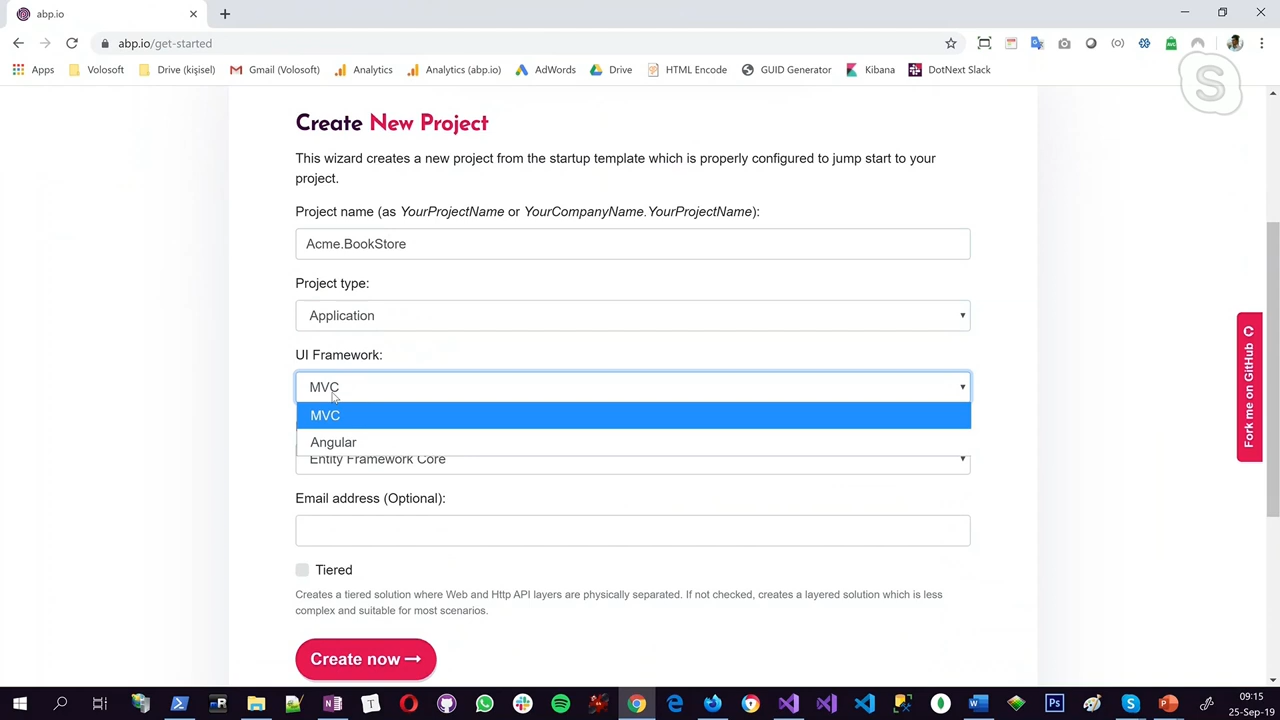 abp.io
abp.io/get-started
Apps Volosoft Drive (kişisel) Gmail (Volosoft) Analytics Analytics (abp.io) AdWords Drive HTML Encode GUID Generator Kibana DotNext Slack
Create New Project
This wizard creates a new project from the startup template which is properly configured to jump start to your
project.
Project name (as YourProjectName or YourCompanyName.YourProjectName):
Acme.BookStore
Project type:
Application
UI Framework:
MVC
MVC
Angular
Entity Framework Core
Email address (Optional):
Tiered
Creates a tiered solution where Web and Http API layers are physically separated. If not checked, creates a layered solution which is less
complex and suitable for most scenarios.
Create now
Fork me on GitHub
09:15
25-Sep-19